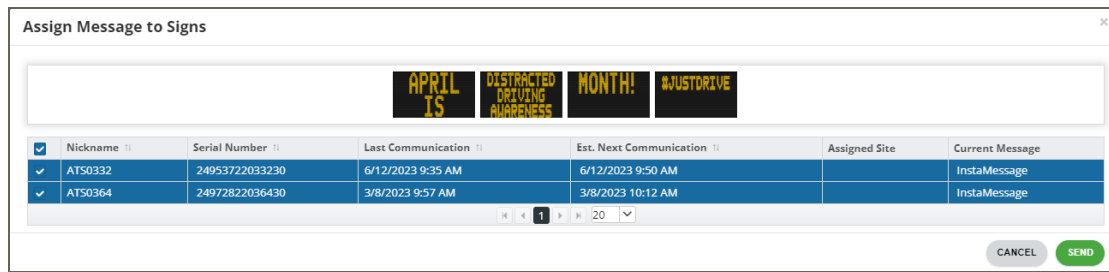 Assign Message to Signs
×
APRIL IS
DISTRACTED DRIVING AWARENESS
MONTH!
#JUSTDRIVE
Nickname Serial Number Last Communication Est. Next Communication Assigned Site Current Message
ATS0332 24953722033230 6/12/2023 9:35 AM 6/12/2023 9:50 AM InstaMessage
ATS0364 24972822036430 3/8/2023 9:57 AM 3/8/2023 10:12 AM InstaMessage
1 20
CANCEL SEND